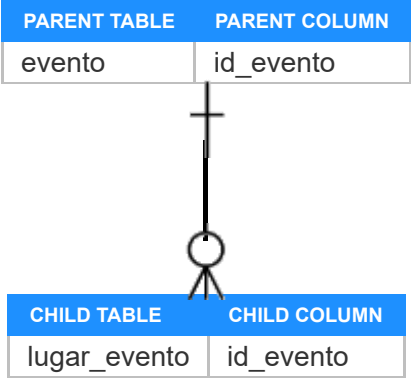 PARENT TABLE PARENT COLUMN
evento id_evento
CHILD TABLE CHILD COLUMN
lugar_evento id_evento